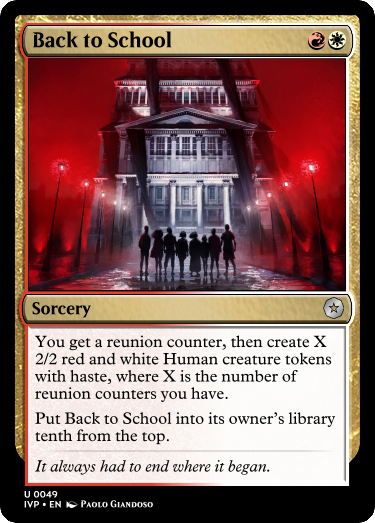 Back to School
Sorcery
You get a reunion counter, then create X
2/2 red and white Human creature tokens
with haste, where X is the number of
reunion counters you have.
Put Back to School into its owner's library
tenth from the top.
It always had to end where it began.
U 0049
IVP • EN Paolo Giandoso